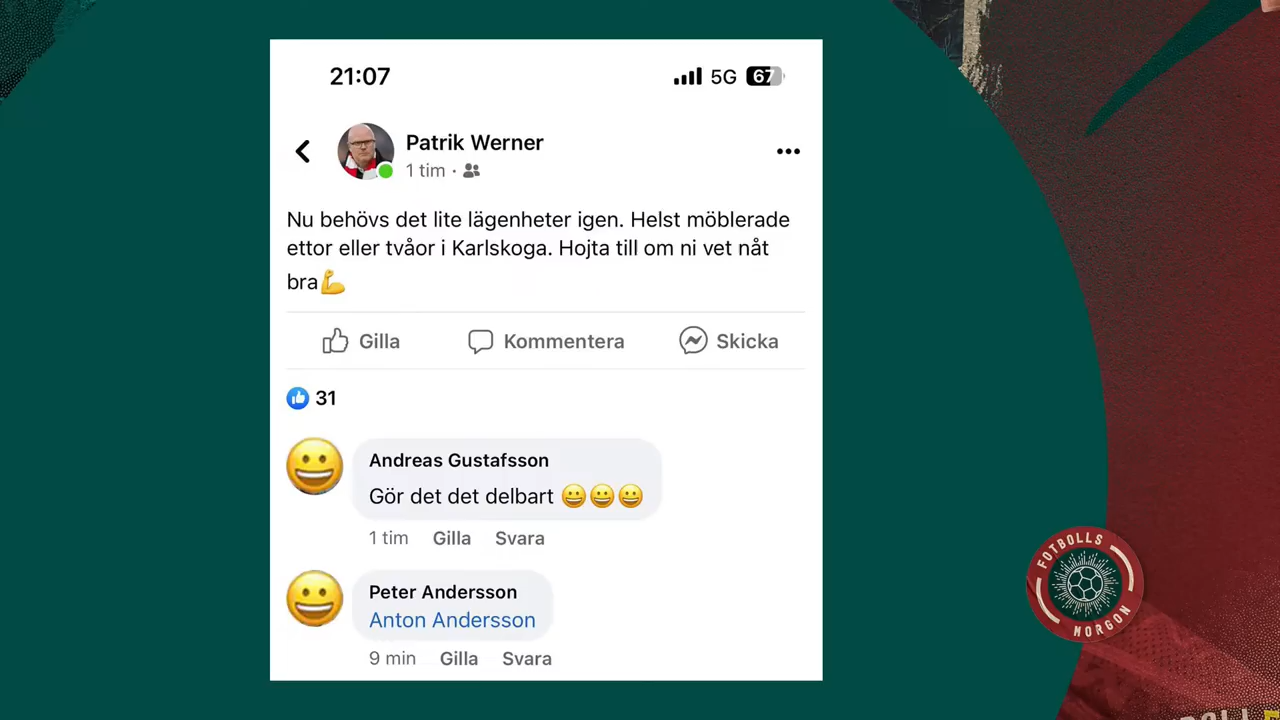 21:07
5G 67
Patrik Werner
1 tim ·
Nu behövs det lite lägenheter igen. Helst möblerade
ettor eller tvåor i Karlskoga. Hojta till om ni vet nåt
bra💪
Gilla Kommentera Skicka
31
Andreas Gustafsson
Gör det det delbart 😀😀😀
1 tim Gilla Svara
Peter Andersson
Anton Andersson
9 min Gilla Svara
FOTBOLLS
MORGON